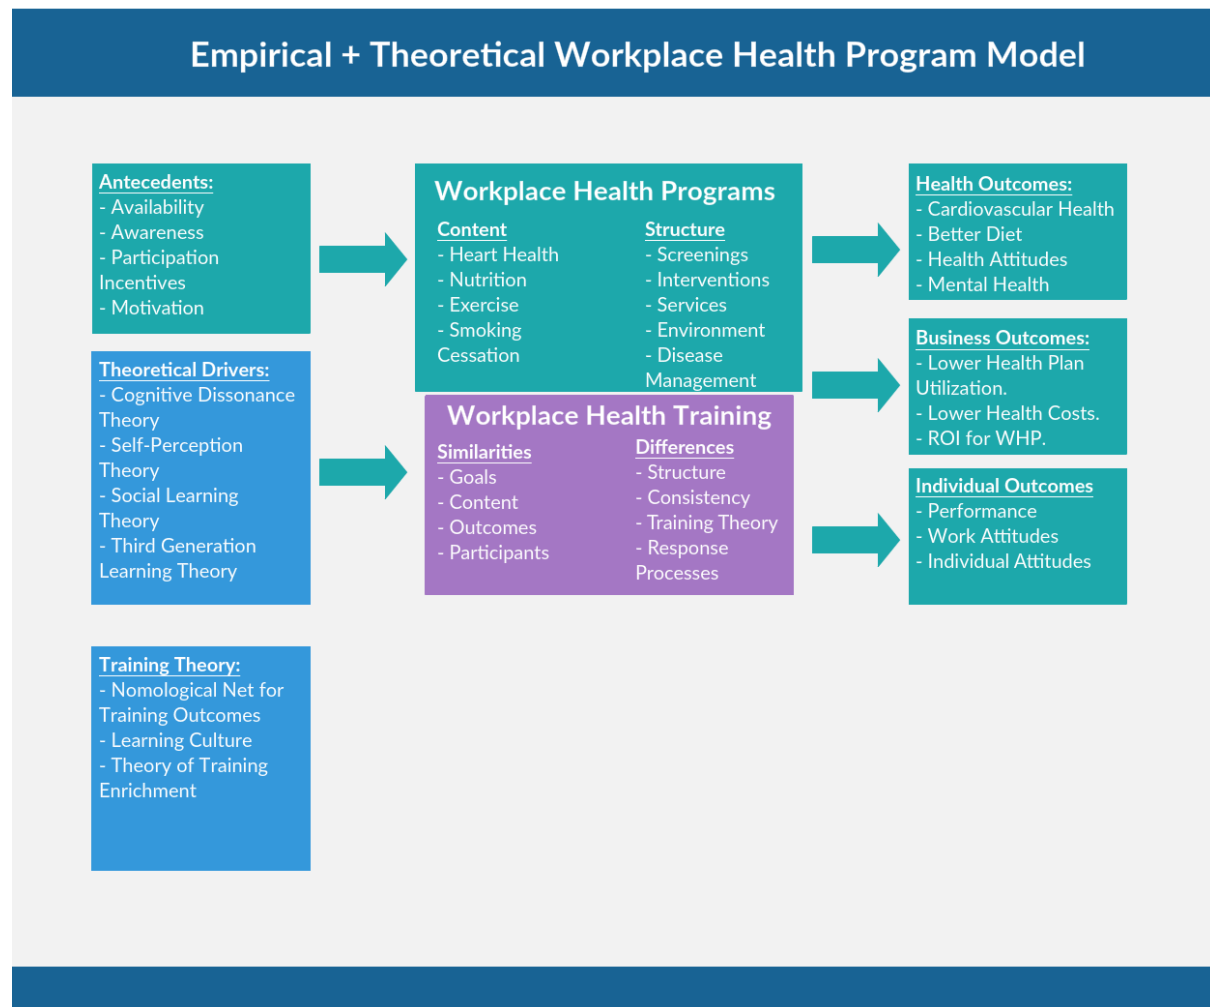 Empirical + Theoretical Workplace Health Program Model
Antecedents:
- Availability
- Awareness
- Participation
Incentives
- Motivation
Theoretical Drivers:
- Cognitive Dissonance
Theory
- Self-Perception
Theory
- Social Learning
Theory
- Third Generation
Learning Theory
Training Theory:
- Nomological Net for
Training Outcomes
- Learning Culture
- Theory of Training
Enrichment
Workplace Health Programs
Content
- Heart Health
- Nutrition
- Exercise
- Smoking
Cessation
Structure
- Screenings
- Interventions
- Services
- Environment
- Disease
Management
Workplace Health Training
Similarities
- Goals
- Content
- Outcomes
- Participants
Differences
- Structure
- Consistency
- Training Theory
- Response
Processes
Health Outcomes:
- Cardiovascular Health
- Better Diet
- Health Attitudes
- Mental Health
Business Outcomes:
- Lower Health Plan
Utilization.
- Lower Health Costs.
- ROI for WHP.
Individual Outcomes
- Performance
- Work Attitudes
- Individual Attitudes